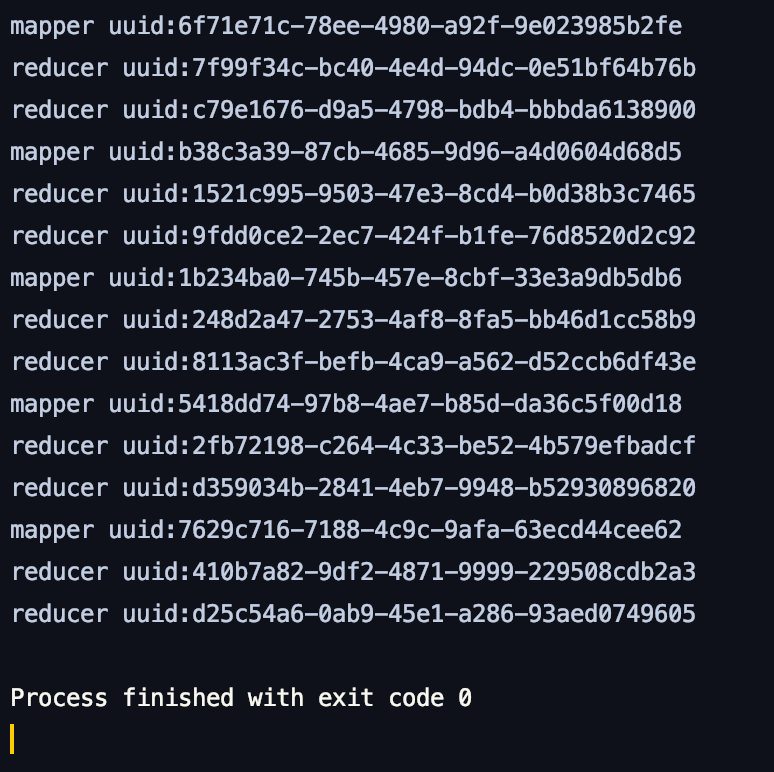 mapper uuid:6f71e71c-78ee-4980-a92f-9e023985b2fe
reducer uuid:7f99f34c-bc40-4e4d-94dc-0e51bf64b76b
reducer uuid:c79e1676-d9a5-4798-bdb4-bbbda6138900
mapper uuid:b38c3a39-87cb-4685-9d96-a4d0604d68d5
reducer uuid:1521c995-9503-47e3-8cd4-b0d38b3c7465
reducer uuid:9fdd0ce2-2ec7-424f-b1fe-76d8520d2c92
mapper uuid:1b234ba0-745b-457e-8cbf-33e3a9db5db6
reducer uuid:248d2a47-2753-4af8-8fa5-bb46d1cc58b9
reducer uuid:8113ac3f-befb-4ca9-a562-d52ccb6df43e
mapper uuid:5418dd74-97b8-4ae7-b85d-da36c5f00d18
reducer uuid:2fb72198-c264-4c33-be52-4b579efbadcf
reducer uuid:d359034b-2841-4eb7-9948-b52930896820
mapper uuid:7629c716-7188-4c9c-9afa-63ecd44cee62
reducer uuid:410b7a82-9df2-4871-9999-229508cdb2a3
reducer uuid:d25c54a6-0ab9-45e1-a286-93aed0749605
Process finished with exit code 0